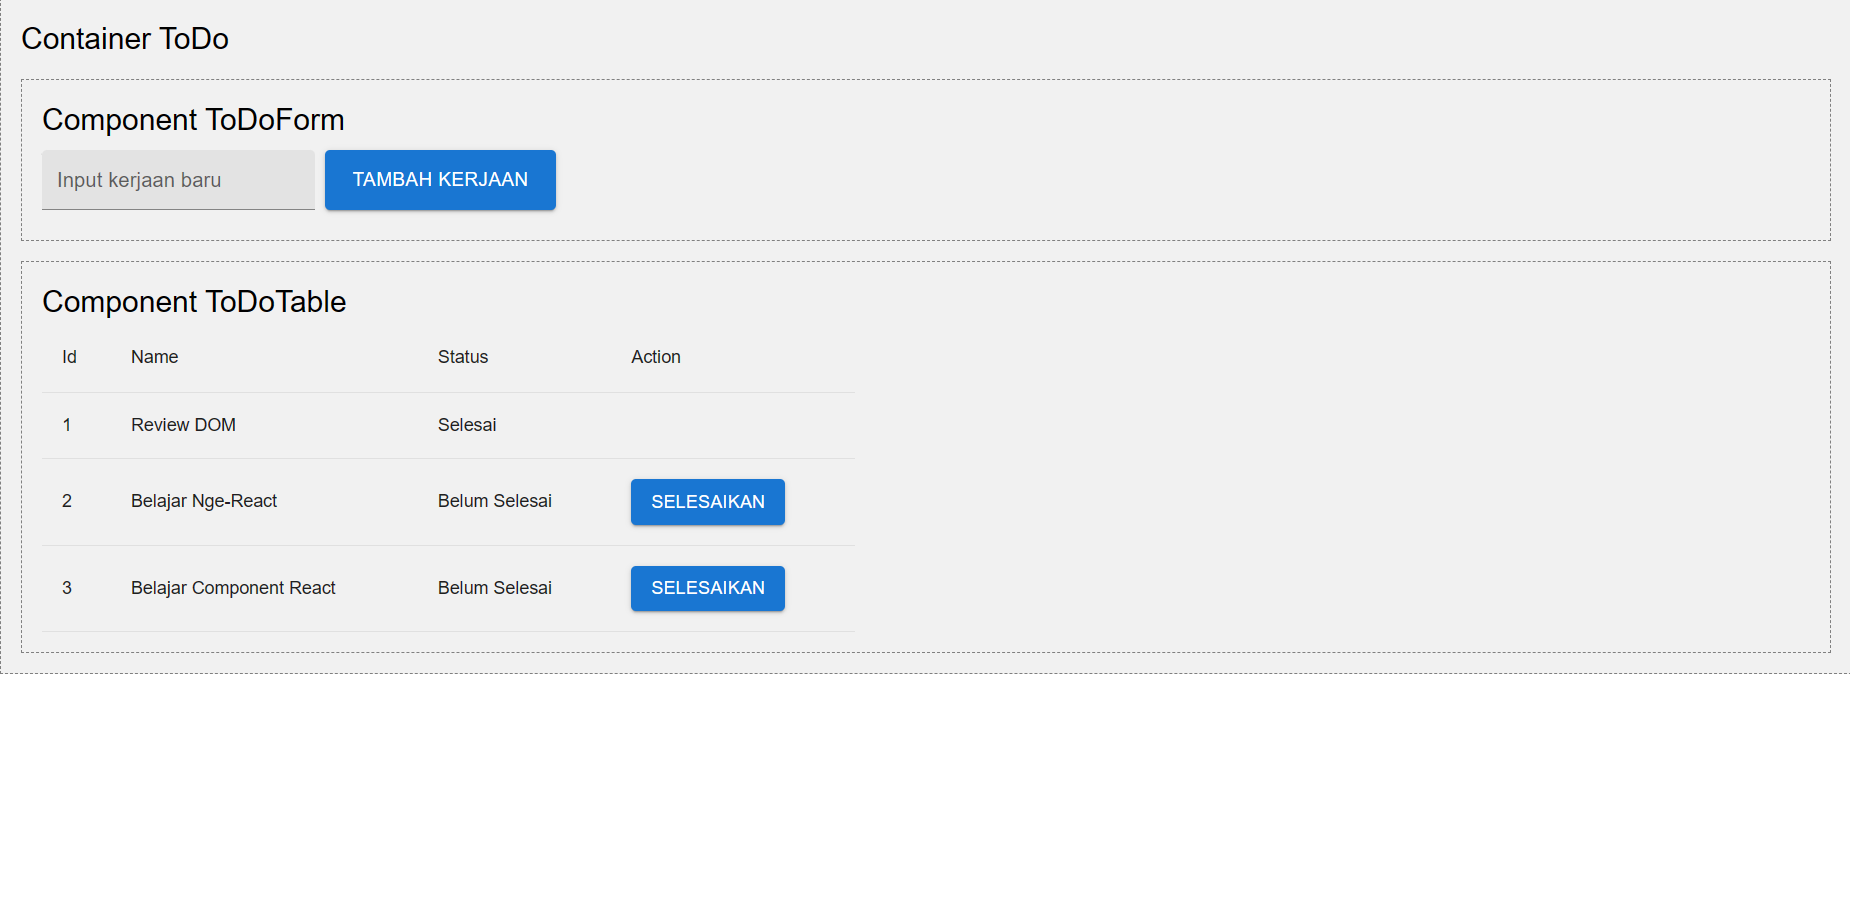 Container ToDo
Component ToDoForm
Input kerjaan baru TAMBAH KERJAAN
Component ToDoTable
Id Name Status Action
1 Review DOM Selesai
2 Belajar Nge-React Belum Selesai SELESAIKAN
3 Belajar Component React Belum Selesai SELESAIKAN